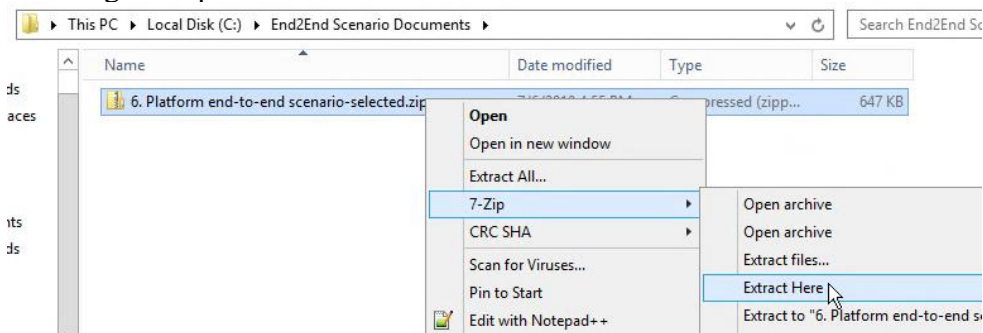 This PC ▸ Local Disk (C:) ▸ End2End Scenario Documents ▸
Search End2End Sc
Name Date modified Type Size
ds
aces
6. Platform end-to-end scenario-selected.zip 647 KB
Open
Open in new window
Extract All...
7-Zip
CRC SHA
Scan for Viruses...
Pin to Start
Edit with Notepad++
nts
ds
Open archive
Open archive
Extract files...
Extract Here
Extract to "6. Platform end-to-end s